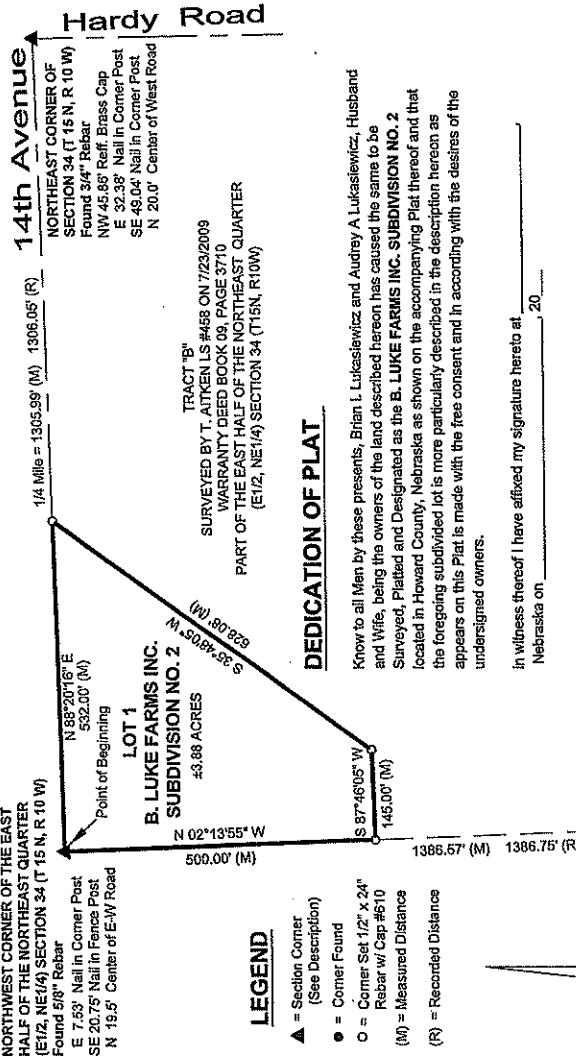 Hardy Road
14th Avenue
NORTHEAST CORNER OF
SECTION 34 (T 15 N, R 10 W)
Found 3/4" Rebar
NW 45.86' Reff. Brass Cap
E 32.38' Nail in Corner Post
SE 49.04' Nail in Corner Post
N 20.0' Center of West Road
1/4 Mile = 1305.99' (M) 1306.05' (R)
NORTHWEST CORNER OF THE EAST
HALF OF THE NORTHEAST QUARTER
(E1/2, NE1/4) SECTION 34 (T 15 N, R 10 W)
Found 5/8" Rebar
E 7.53' Nail in Corner Post
SE 20.75' Nail in Fence Post
N 19.5' Center of E-W Road
N 88°20'16" E
532.00' (M)
Point of Beginning
LOT 1
B. LUKE FARMS INC.
SUBDIVISION NO. 2
±3.88 ACRES
N 02°13'55" W
500.00' (M)
S 35°48'05" W
628.08' (M)
S 87°46'05" W
145.00' (M)
1386.57' (M) 1386.75' (R
TRACT "B"
SURVEYED BY T. AITKEN LS #458 ON 7/23/2009
WARRANTY DEED BOOK 09, PAGE 3710
PART OF THE EAST HALF OF THE NORTHEAST QUARTER
(E1/2, NE1/4) SECTION 34 (T15N, R10W)
LEGEND
▲ = Section Corner
(See Description)
● = Corner Found
O = Corner Set 1/2" x 24"
Rebar w/ Cap #610
(M) = Measured Distance
(R) = Recorded Distance
DEDICATION OF PLAT
Know to all Men by these presents, Brian L Lukasiewicz and Audrey A Lukasiewicz, Husband
and Wife, being the owners of the land described hereon has caused the same to be
Surveyed, Platted and Designated as the B. LUKE FARMS INC. SUBDIVISION NO. 2
located in Howard County, Nebraska as shown on the accompanying Plat thereof and that
the foregoing subdivided lot is more particularly described in the description hereon as
appears on this Plat is made with the free consent and in according with the desires of the
undersigned owners.
In witness thereof I have affixed my signature hereto at
Nebraska on , 20